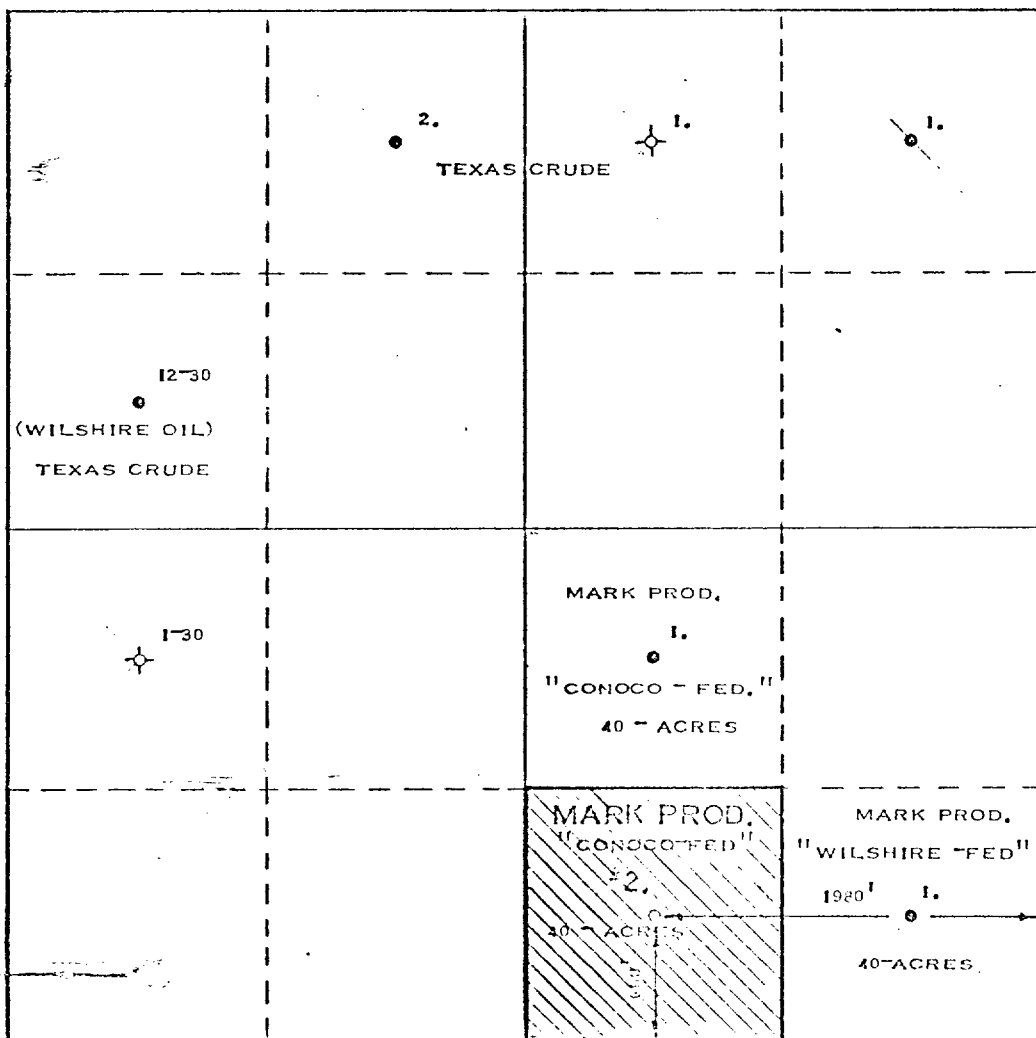 2.
1.
1.
TEXAS CRUDE
12-30
(WILSHIRE OIL)
TEXAS CRUDE
1-30
MARK PROD.
1.
"CONOCO - FED."
40 - ACRES
MARK PROD.
"CONOCO-FED"
#2.
40 - ACRES
MARK PROD.
"WILSHIRE -FED"
1980'
1.
40-ACRES